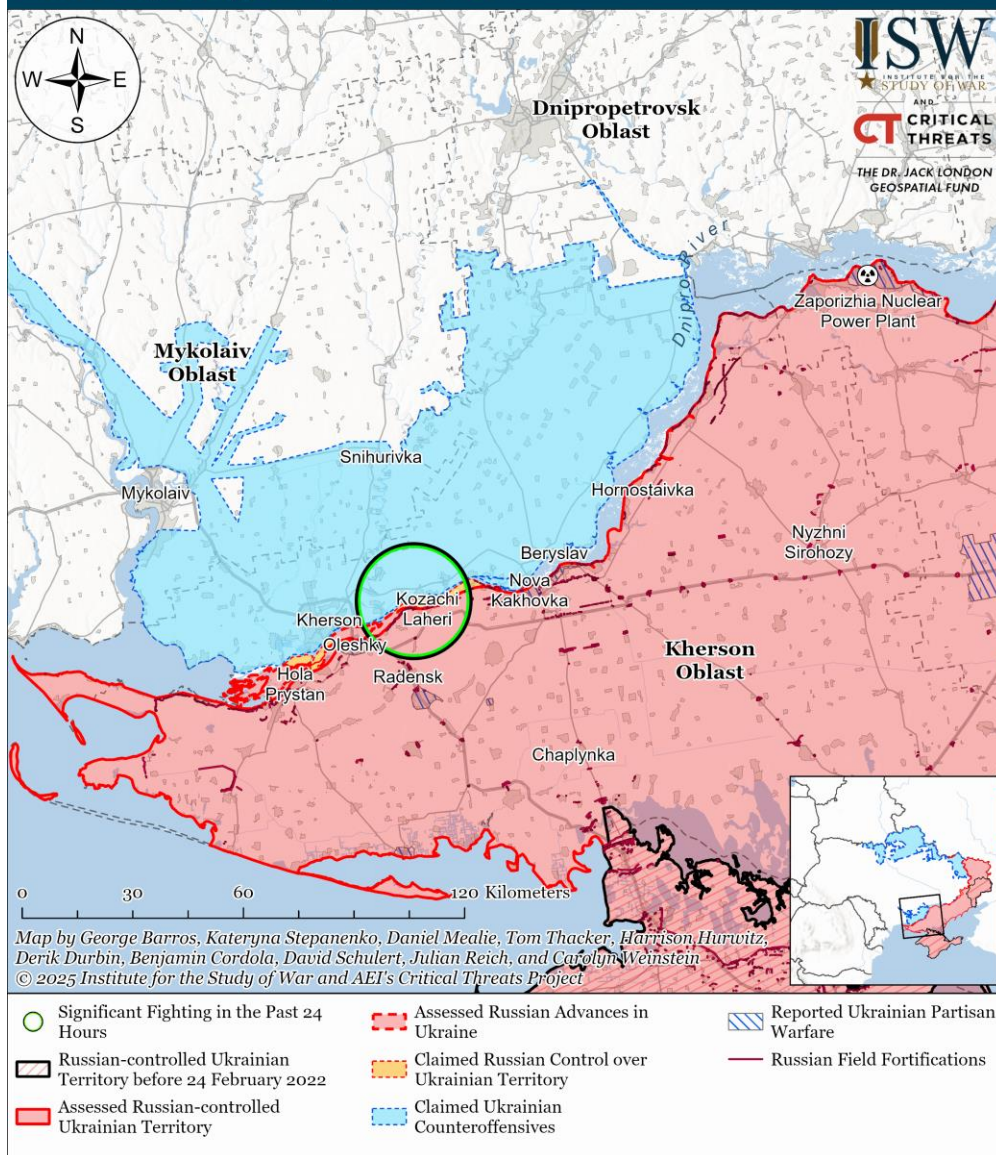 N
W E
S
ISW
INSTITUTE FOR THE
STUDY OF WAR
AND
CT CRITICAL
THREATS
THE DR. JACK LONDON
GEOSPATIAL FUND
Dnipropetrovsk
Oblast
Dnipro River
Zaporizhia Nuclear
Power Plant
Mykolaiv
Oblast
Snihurivka
Mykolaiv
Hornostaivka
Nyzhni
Sirohozy
Beryslav
Nova
Kakhovka
Kozachi
Laheri
Kherson
Oleshky
Kherson
Oblast
Hola
Prystan
Radensk
Chaplynka
0 30 60 120 Kilometers
Map by George Barros, Kateryna Stepanenko, Daniel Mealie, Tom Thacker, Harrison Hurwitz,
Derik Durbin, Benjamin Cordola, David Schulert, Julian Reich, and Carolyn Weinstein
© 2025 Institute for the Study of War and AEI's Critical Threats Project
Significant Fighting in the Past 24
Hours
Russian-controlled Ukrainian
Territory before 24 February 2022
Assessed Russian-controlled
Ukrainian Territory
Assessed Russian Advances in
Ukraine
Claimed Russian Control over
Ukrainian Territory
Claimed Ukrainian
Counteroffensives
Reported Ukrainian Partisan
Warfare
Russian Field Fortifications